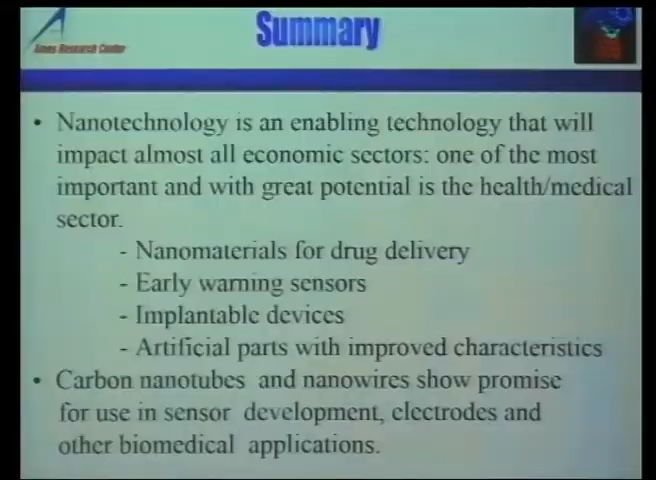 Ames Research Center
Summary
• Nanotechnology is an enabling technology that will
impact almost all economic sectors: one of the most
important and with great potential is the health/medical
sector.
- Nanomaterials for drug delivery
- Early warning sensors
- Implantable devices
- Artificial parts with improved characteristics
• Carbon nanotubes and nanowires show promise
for use in sensor development, electrodes and
other biomedical applications.